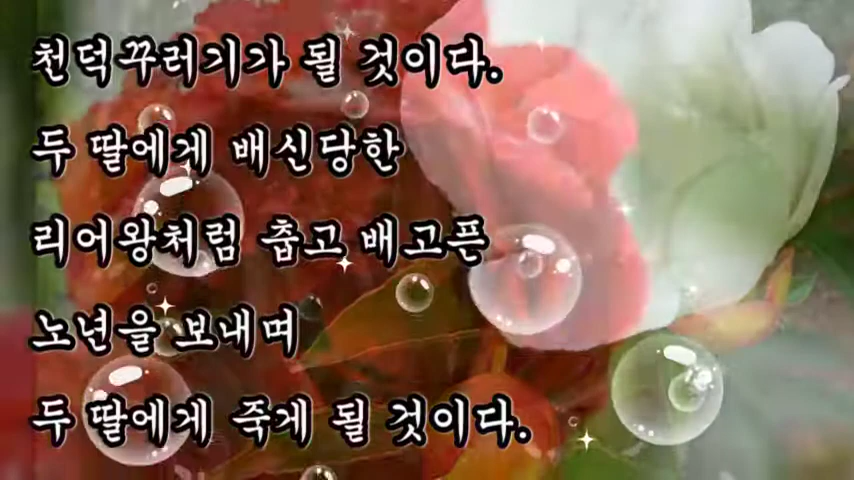 천덕꾸러기가 될 것이다.
두 딸에게 배신당한
리어왕처럼 춥고 배고픈
노년을 보내며
두 딸에게 죽게 될 것이다.